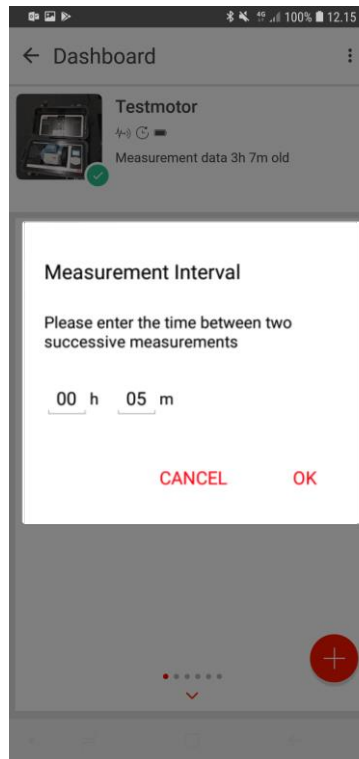 4G 100% 12.15
Dashboard
Testmotor
Measurement data 3h 7m old
Measurement Interval
Please enter the time between two
successive measurements
00 h 05 m
CANCEL OK